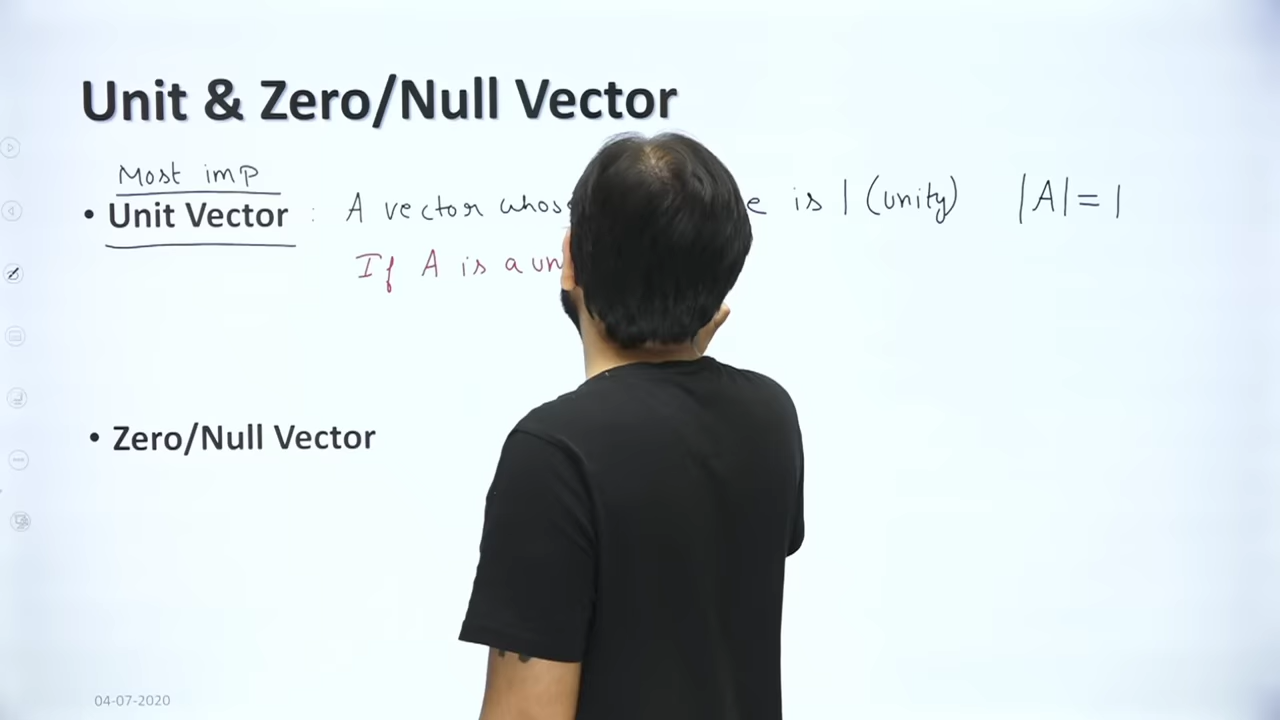 Unit & Zero/Null Vector
Most imp
• Unit Vector : A vector is 1 (unity) |A| = 1
If A is a
• Zero/Null Vector
04-07-2020